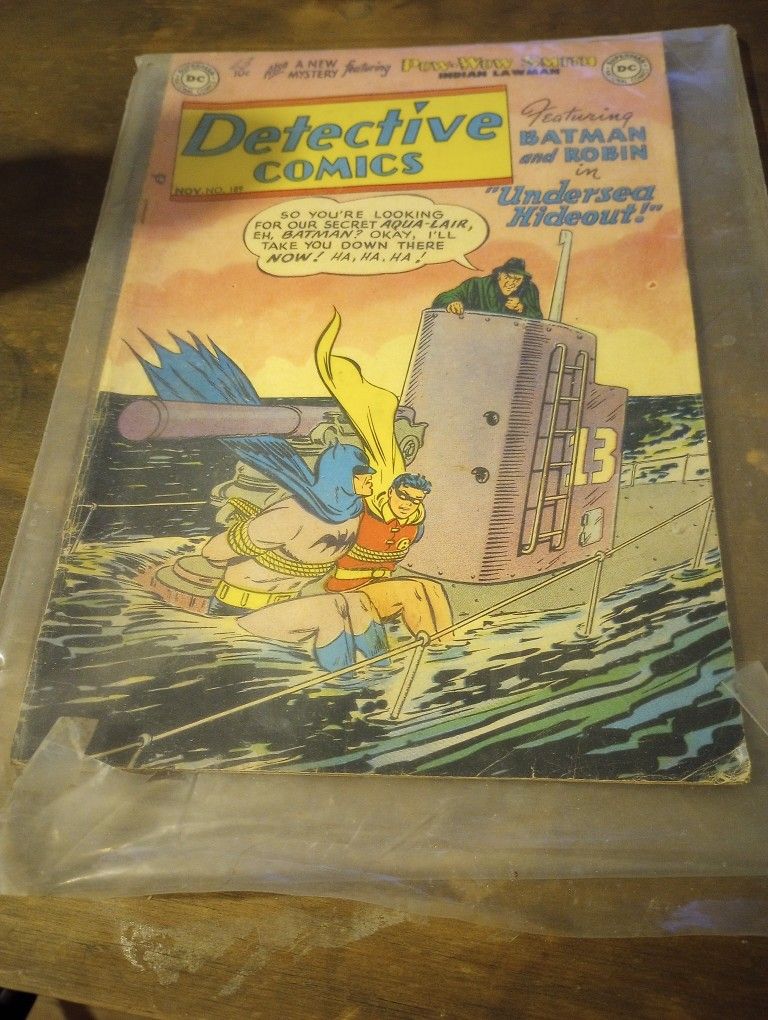 10¢
Also A NEW MYSTERY featuring POW-WOW SMITH
INDIAN LAWMAN
DC
DC
Detective
COMICS
NOV. NO. 189
Featuring
BATMAN
and ROBIN
in
"Undersea
Hideout!"
SO YOU'RE LOOKING
FOR OUR SECRET AQUA-LAIR,
EH, BATMAN? OKAY, I'LL
TAKE YOU DOWN THERE
NOW! HA, HA, HA!
13
R